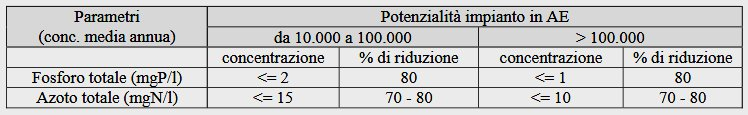 Parametri Potenzialità impianto in AE
(conc. media annua) da 10.000 a 100.000 > 100.000
concentrazione % di riduzione concentrazione % di riduzione
Fosforo totale (mgP/l) <= 2 80 <= 1 80
Azoto totale (mgN/l) <= 15 70 - 80 <= 10 70 - 80